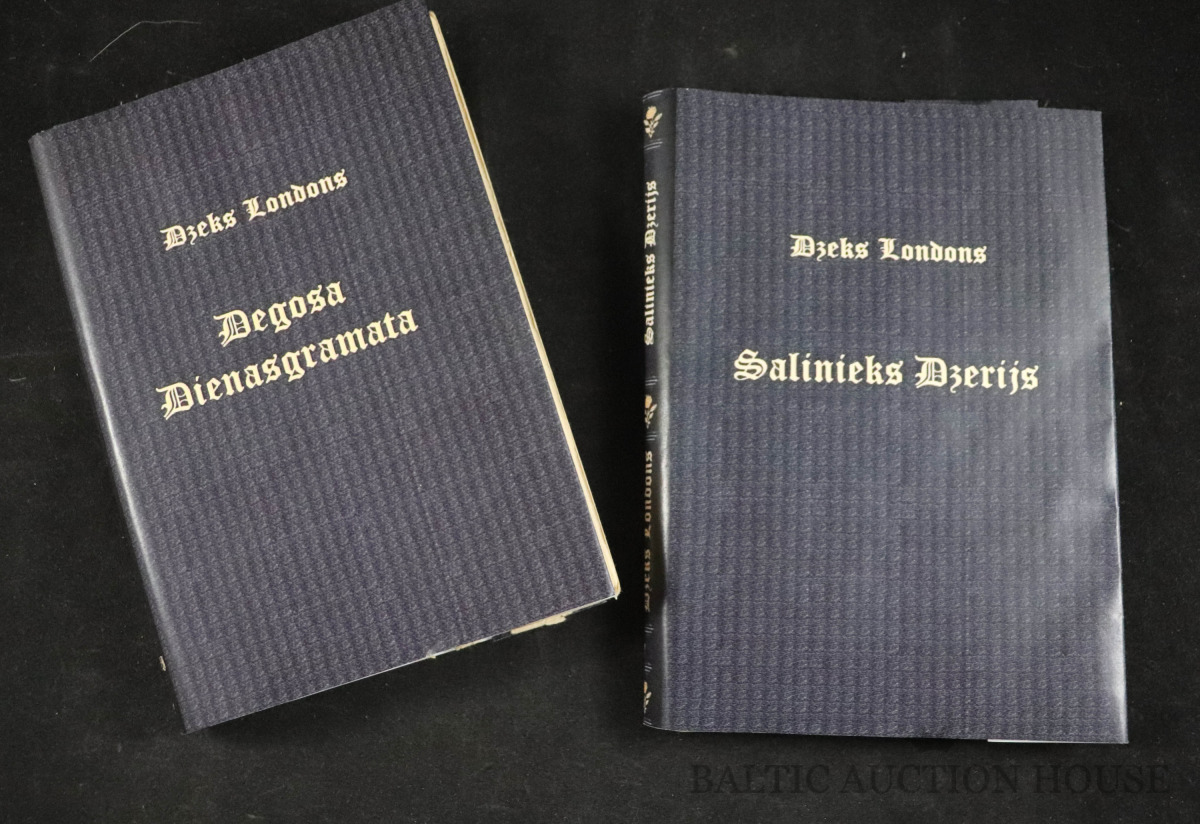 Dzeks Londons
Degosa
Dienasgramata
Dzeks Londons
Salinieks Dzerijs
Salinieks Dzerijs
Dzeks Londons
BALTIC AUCTION HOUSE